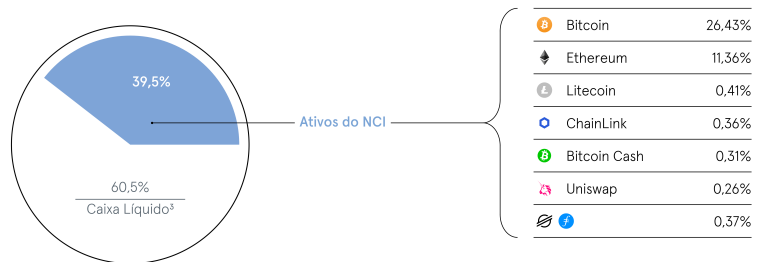 39,5%
60,5%
Caixa Líquido³
Ativos do NCI
Bitcoin 26,43%
Ethereum 11,36%
Litecoin 0,41%
ChainLink 0,36%
Bitcoin Cash 0,31%
Uniswap 0,26%
0,37%